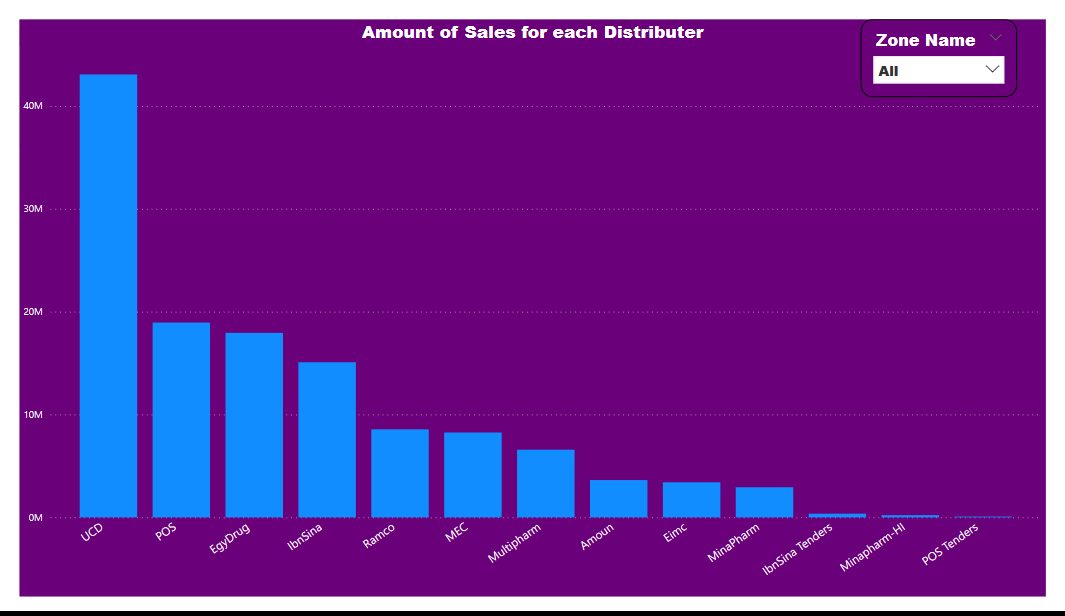 Amount of Sales for each Distributer
Zone Name
All
40M
30M
20M
10M
0M
UCD
POS
EgyDrug
IbnSina
Ramco
MEC
Multipharm
Amoun
Eimc
MinaPharm
IbnSina Tenders
Minapharm-HI
POS Tenders